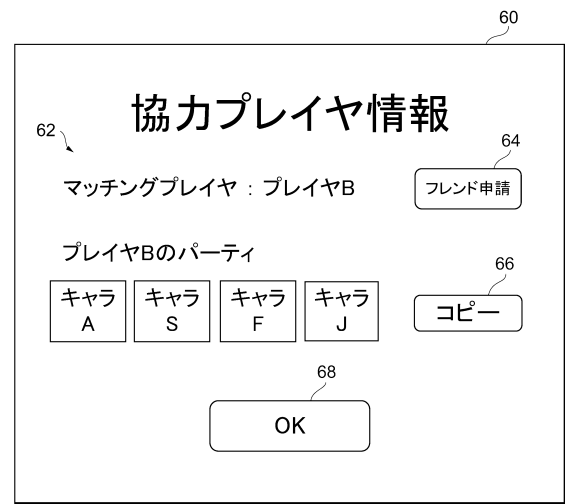 60
協力プレイヤ情報
62
64
マッチングプレイヤ：プレイヤB
フレンド申請
プレイヤBのパーティ
66
キャラ
A
キャラ
S
キャラ
F
キャラ
J
コピー
68
OK